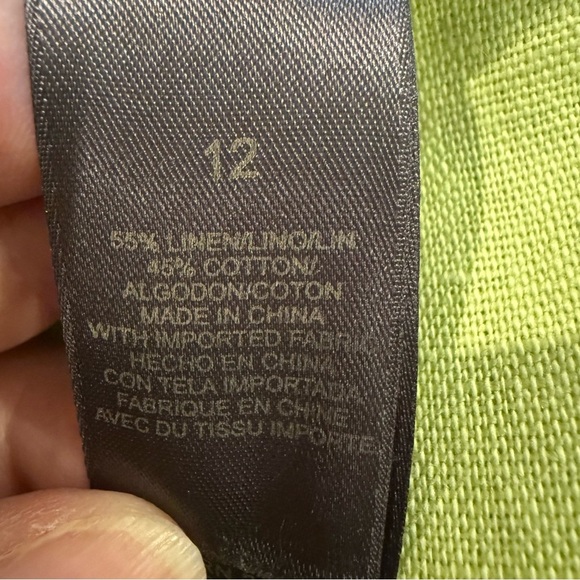 12
55% LINEN/LINO/LIN
45% COTTON/
ALGODON/COTON
MADE IN CHINA
WITH IMPORTED FABRIC
HECHO EN CHINA
CON TELA IMPORTADA
FABRIQUE EN CHINE
AVEC DU TISSU IMPORTE